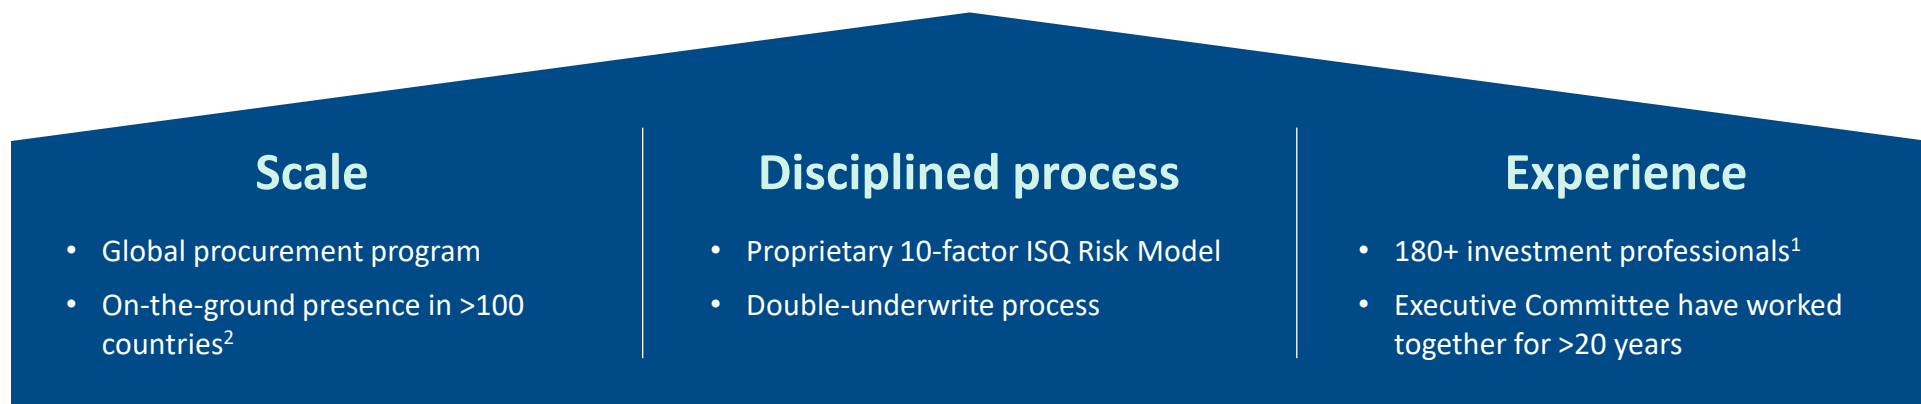 Scale
• Global procurement program
• On-the-ground presence in >100
countries2
Disciplined process
• Proprietary 10-factor ISQ Risk Model
• Double-underwrite process
Experience
• 180+ investment professionals1
• Executive Committee have worked
together for >20 years